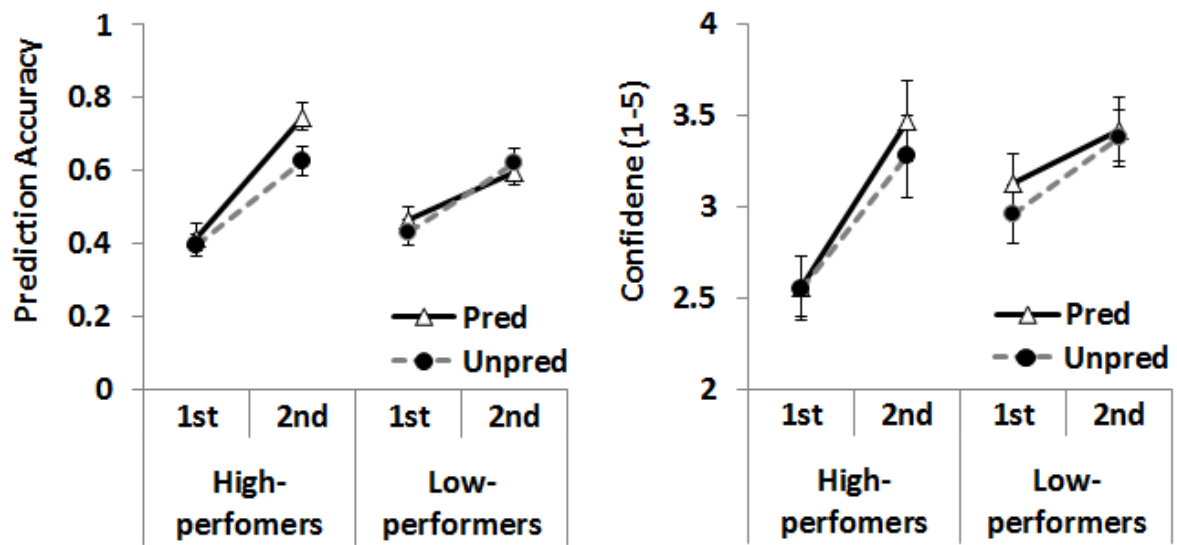 Prediction Accuracy
1
0.8
0.6
0.4
0.2
0
Pred
Unpred
1st 2nd 1st 2nd
High-
perfomers
Low-
performers
Confidene (1-5)
4
3.5
3
2.5
2
Pred
Unpred
1st 2nd 1st 2nd
High-
perfomers
Low-
performers